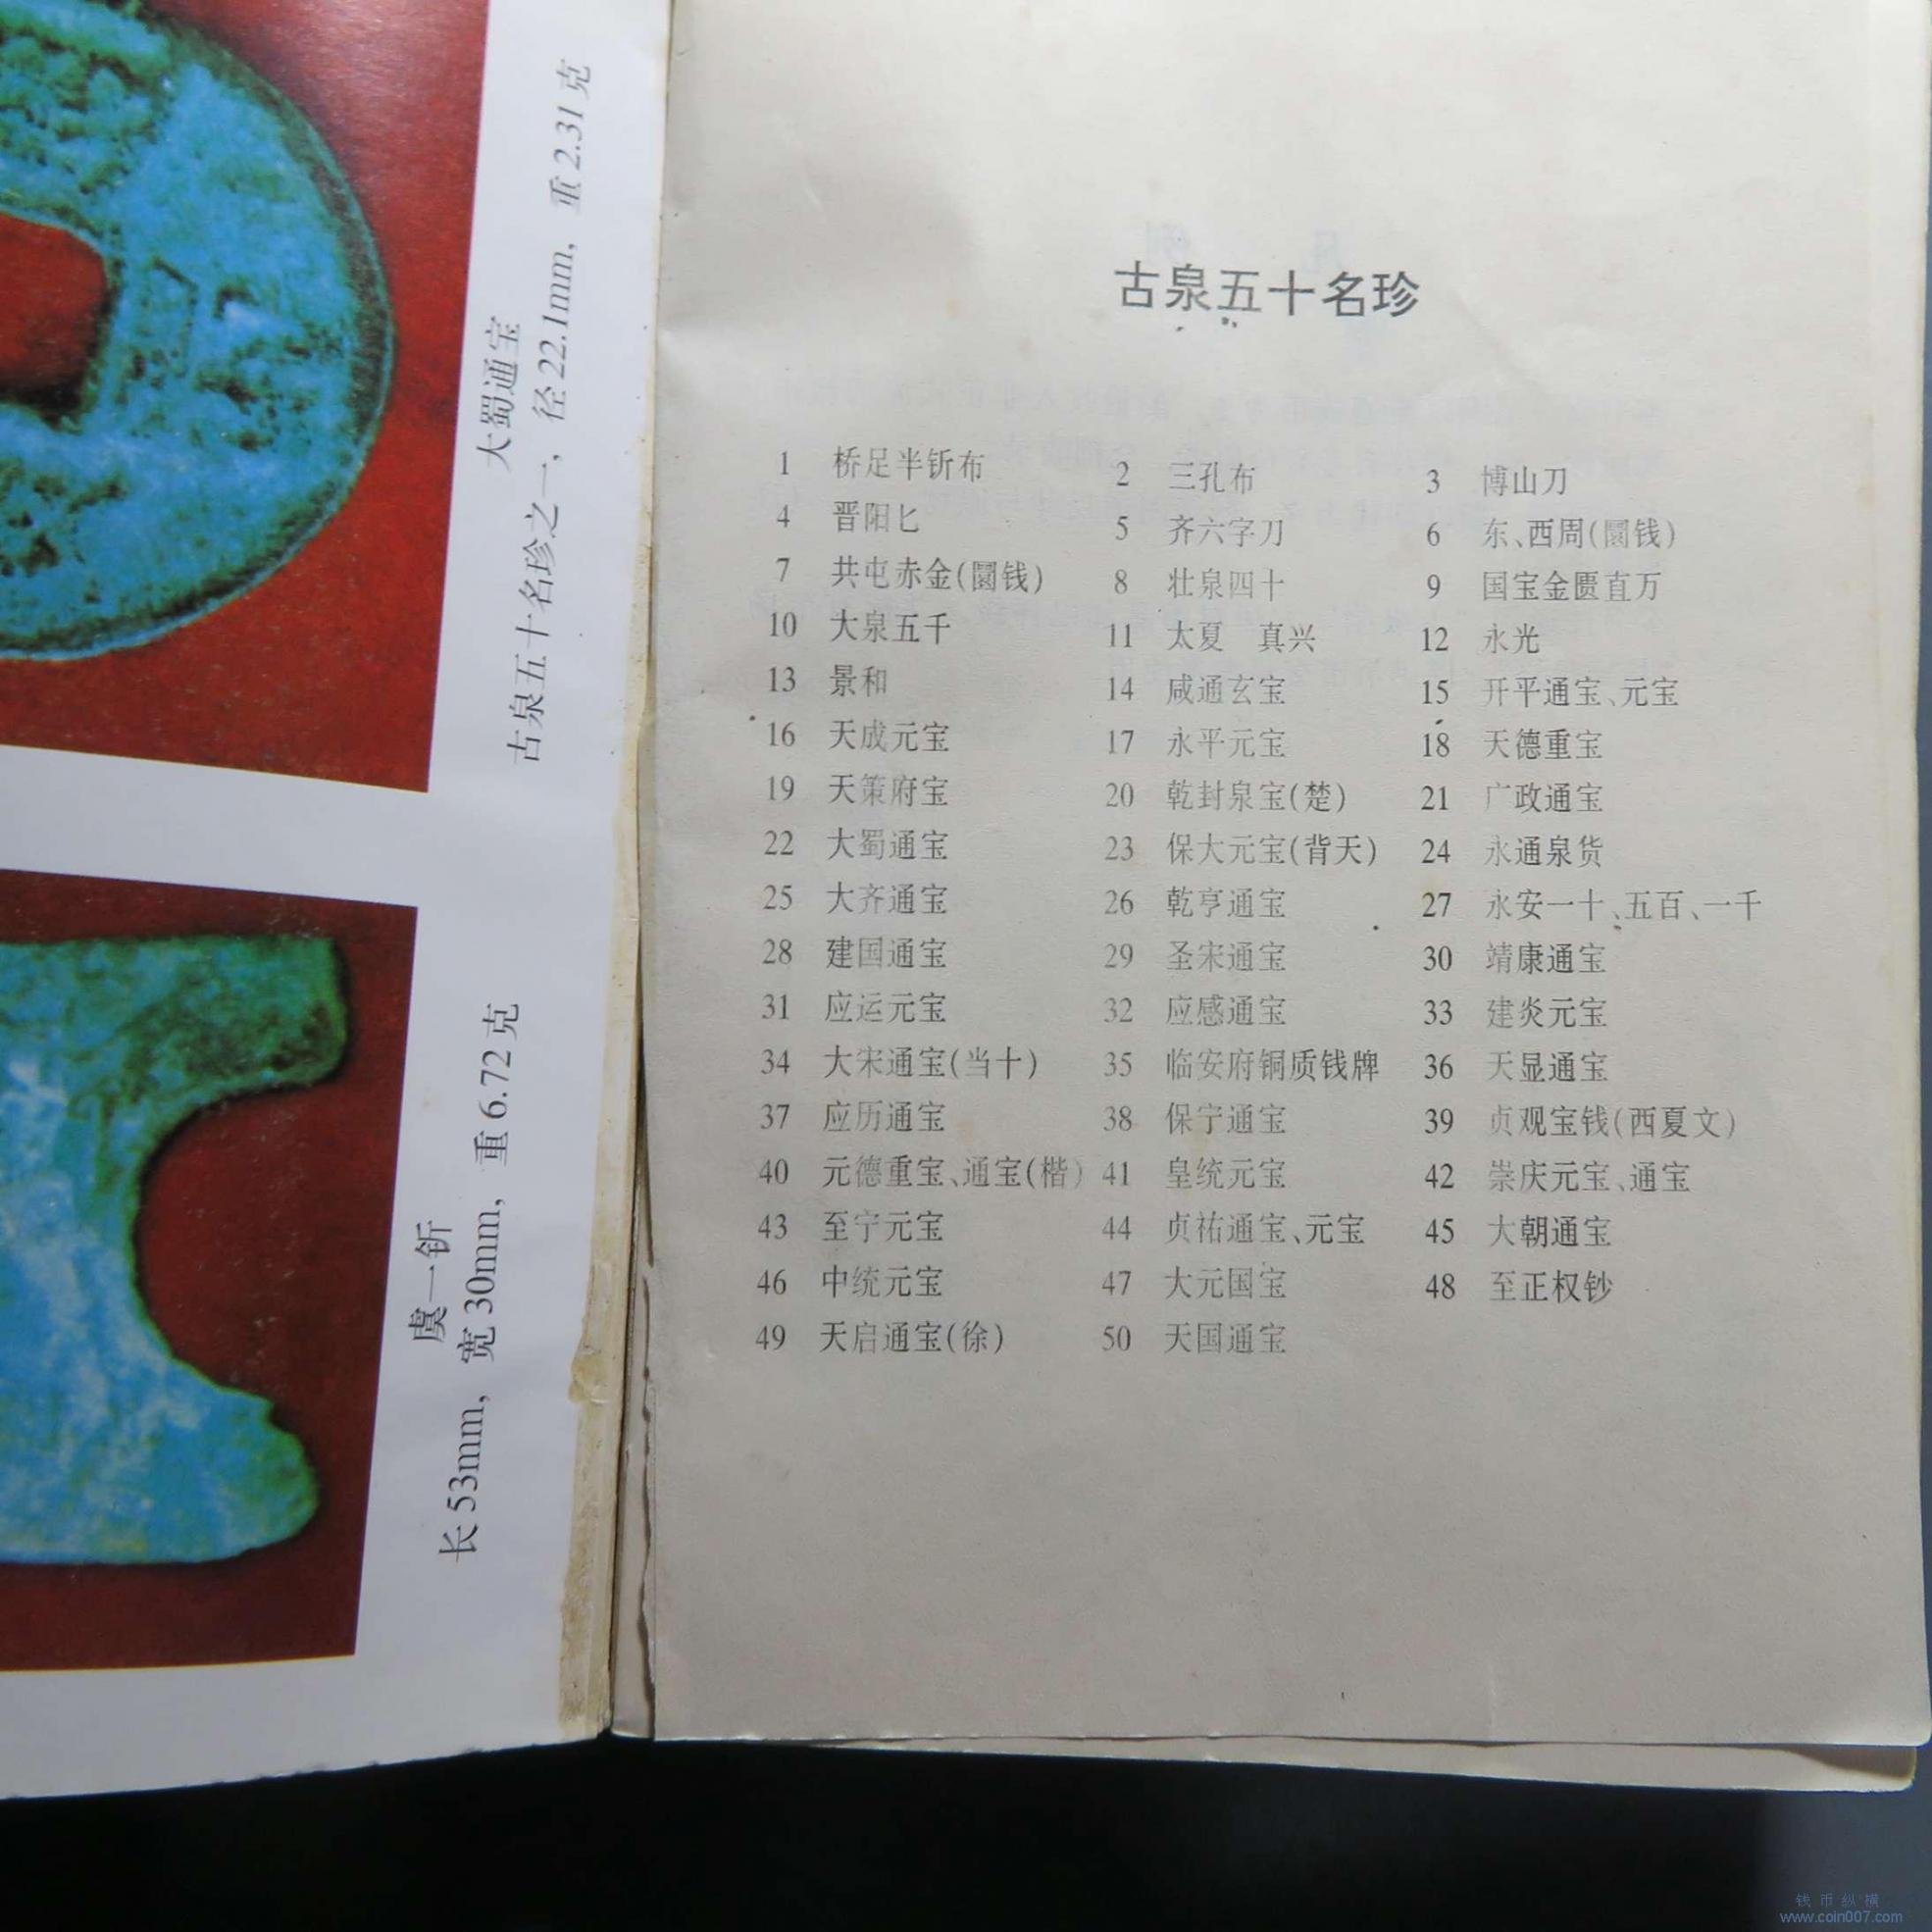 大蜀通宝
古泉五十名珍之一，径22.1mm，重2.31克
虞一釿
长53mm，宽30mm，重6.72克
古泉五十名珍
1 桥足半釿布 2 三孔布 3 博山刀
4 晋阳匕 5 齐六字刀 6 东、西周(圜钱)
7 共屯赤金(圜钱) 8 壮泉四十 9 国宝金匮直万
10 大泉五千 11 太夏 真兴 12 永光
13 景和 14 咸通玄宝 15 开平通宝、元宝
16 天成元宝 17 永平元宝 18 天德重宝
19 天策府宝 20 乾封泉宝(楚) 21 广政通宝
22 大蜀通宝 23 保大元宝(背天) 24 永通泉货
25 大齐通宝 26 乾亨通宝 27 永安一十、五百、一千
28 建国通宝 29 圣宋通宝 30 靖康通宝
31 应运元宝 32 应感通宝 33 建炎元宝
34 大宋通宝(当十) 35 临安府铜质钱牌 36 天显通宝
37 应历通宝 38 保宁通宝 39 贞观宝钱(西夏文)
40 元德重宝、通宝(楷) 41 皇统元宝 42 崇庆元宝、通宝
43 至宁元宝 44 贞祐通宝、元宝 45 大朝通宝
46 中统元宝 47 大元国宝 48 至正权钞
49 天启通宝(徐) 50 天国通宝
钱币纵横
www.coin007.com